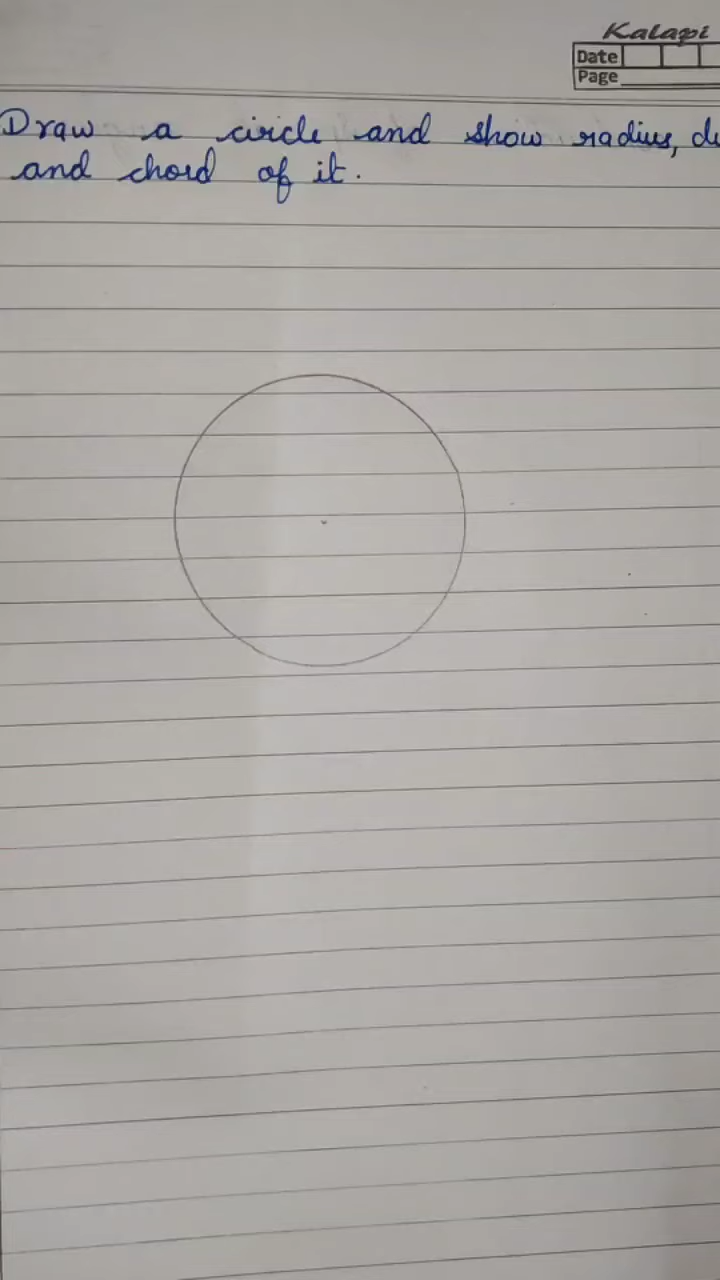 Kalapi
Date
Page
Draw a circle and show radius,
and chord of it.